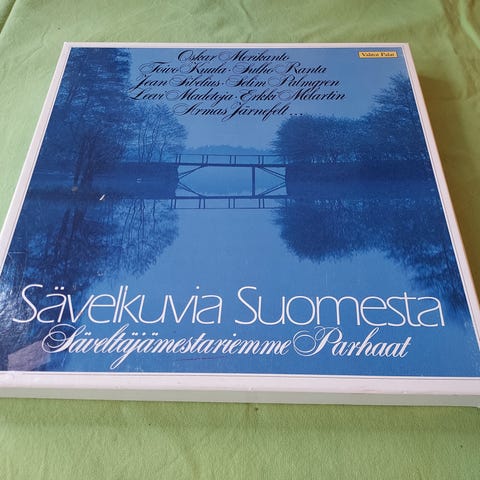 Valitut Palat
Oskar Merikanto
Toivo Kuula · Sulho Ranta
Jean Sibelius · Selim Palmgren
Leevi Madetoja · Erkki Melartin
Armas Järnefelt ...
Sävelkuvia Suomesta
Säveltäjämestariemme Parhaat